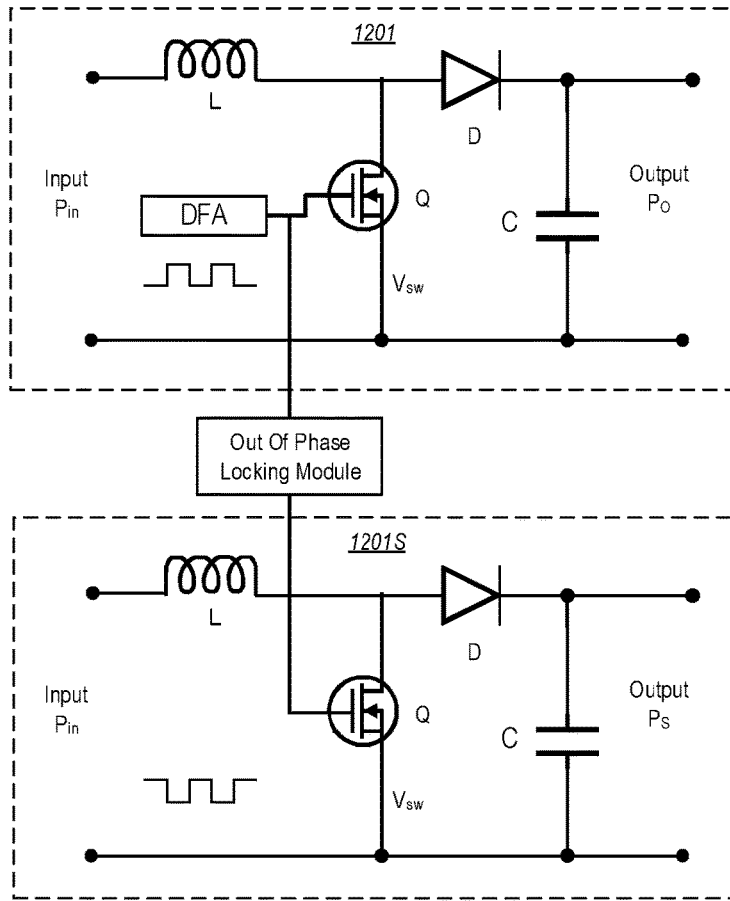 1201
L
D
Input
Pin
DFA
Q
C
Output
PO
Vsw
Out Of Phase
Locking Module
1201S
L
D
Input
Pin
Q
C
Output
PS
Vsw